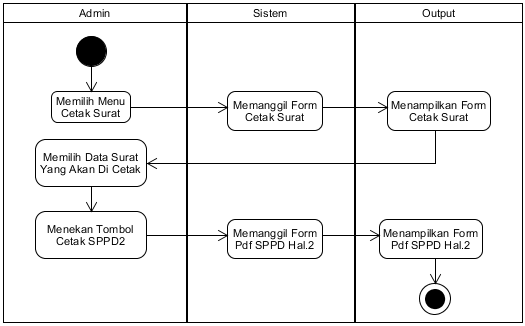 Admin
Sistem
Output
Memilih Menu
Cetak Surat
Memanggil Form
Cetak Surat
Menampilkan Form
Cetak Surat
Memilih Data Surat
Yang Akan Di Cetak
Menekan Tombol
Cetak SPPD2
Memanggil Form
Pdf SPPD Hal.2
Menampilkan Form
Pdf SPPD Hal.2